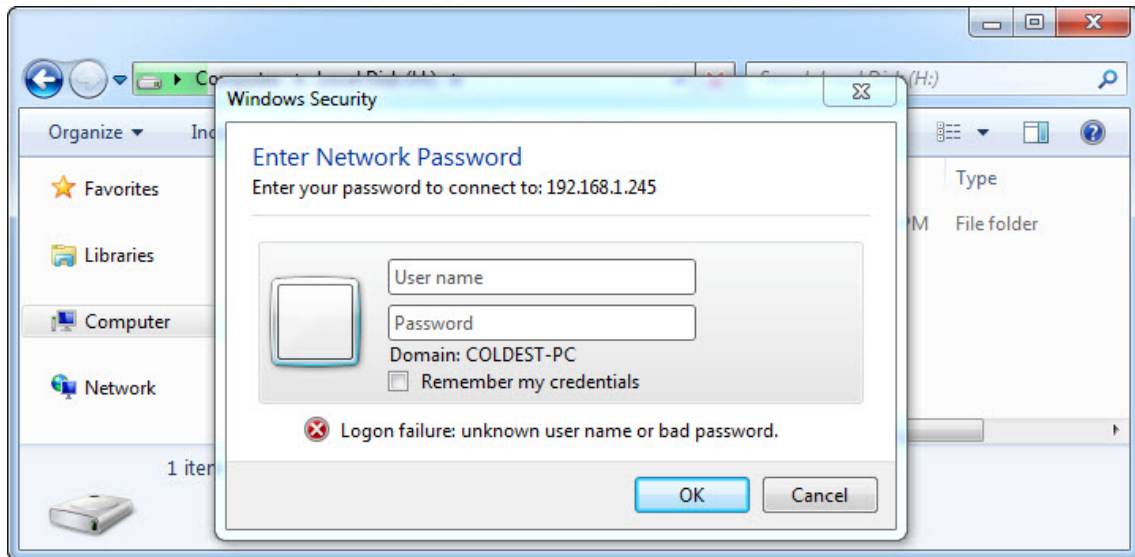 (H:)
Windows Security
Organize
Enter Network Password
Enter your password to connect to: 192.168.1.245
Type
Favorites
PM File folder
Libraries
User name
Computer
Password
Domain: COLDEST-PC
Remember my credentials
Network
Logon failure: unknown user name or bad password.
1 item
OK Cancel